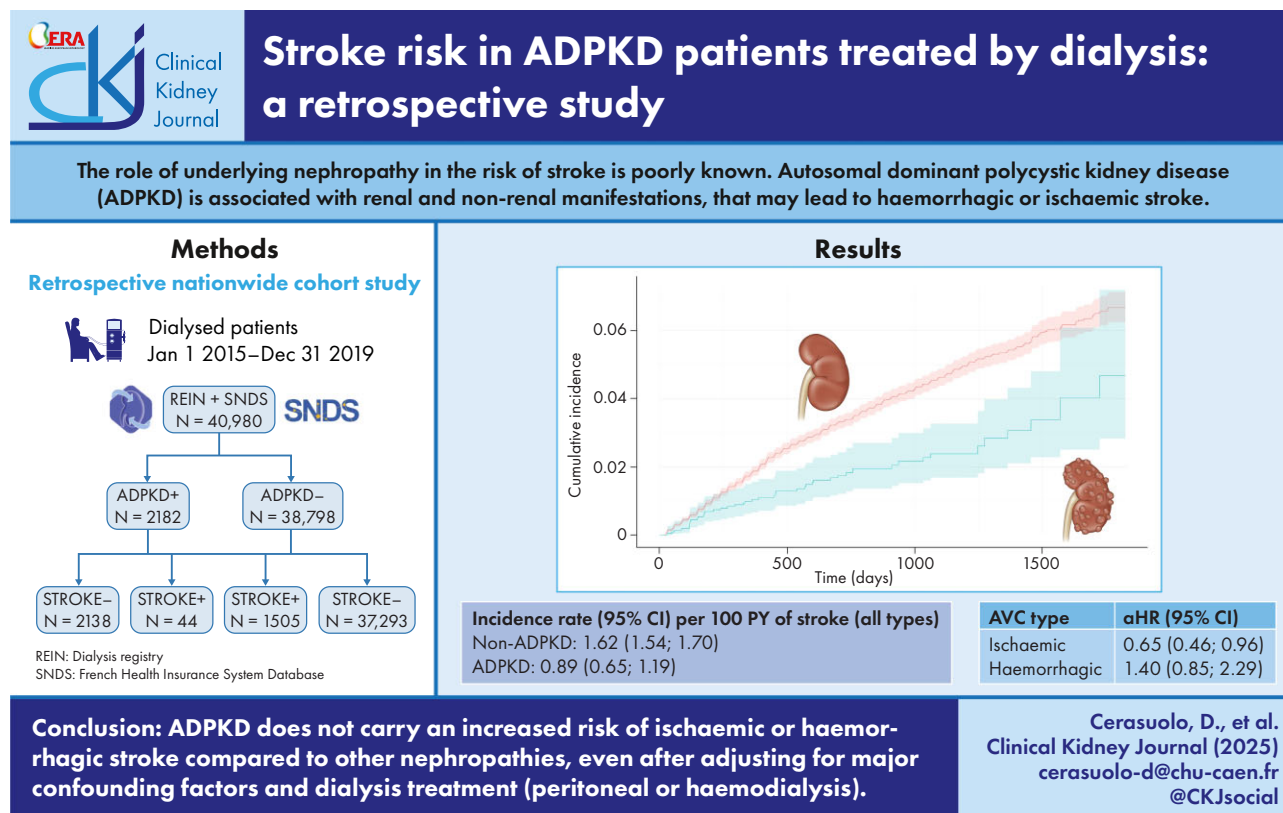 ERA
CKJ
Clinical
Kidney
Journal
Stroke risk in ADPKD patients treated by dialysis:
a retrospective study
The role of underlying nephropathy in the risk of stroke is poorly known. Autosomal dominant polycystic kidney disease
(ADPKD) is associated with renal and non-renal manifestations, that may lead to haemorrhagic or ischaemic stroke.
Methods
Retrospective nationwide cohort study
Dialysed patients
Jan 1 2015–Dec 31 2019
REIN + SNDS
N = 40,980
SNDS
ADPKD+
N = 2182
ADPKD–
N = 38,798
STROKE–
N = 2138
STROKE+
N = 44
STROKE+
N = 1505
STROKE–
N = 37,293
REIN: Dialysis registry
SNDS: French Health Insurance System Database
Results
Cumulative incidence
0.06
0.04
0.02
0
0 500 1000 1500
Time (days)
Incidence rate (95% CI) per 100 PY of stroke (all types)
Non-ADPKD: 1.62 (1.54; 1.70)
ADPKD: 0.89 (0.65; 1.19)
AVC type aHR (95% CI)
Ischaemic 0.65 (0.46; 0.96)
Haemorrhagic 1.40 (0.85; 2.29)
Conclusion: ADPKD does not carry an increased risk of ischaemic or haemor-
rhagic stroke compared to other nephropathies, even after adjusting for major
confounding factors and dialysis treatment (peritoneal or haemodialysis).
Cerasuolo, D., et al.
Clinical Kidney Journal (2025)
cerasuolo-d@chu-caen.fr
@CKJsocial